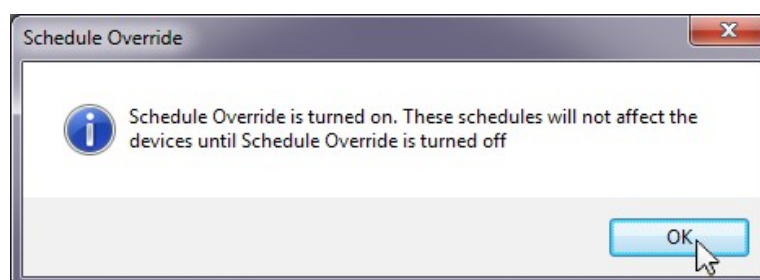 Schedule Override
Schedule Override is turned on. These schedules will not affect the
devices until Schedule Override is turned off
OK